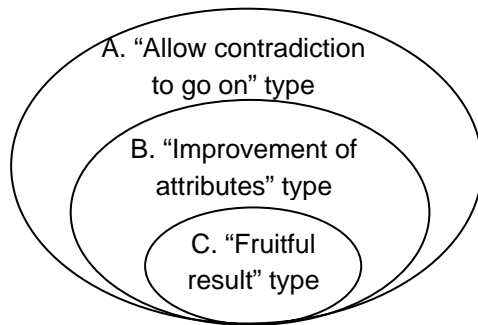 A. “Allow contradiction
to go on” type
B. “Improvement of
attributes” type
C. “Fruitful
result” type